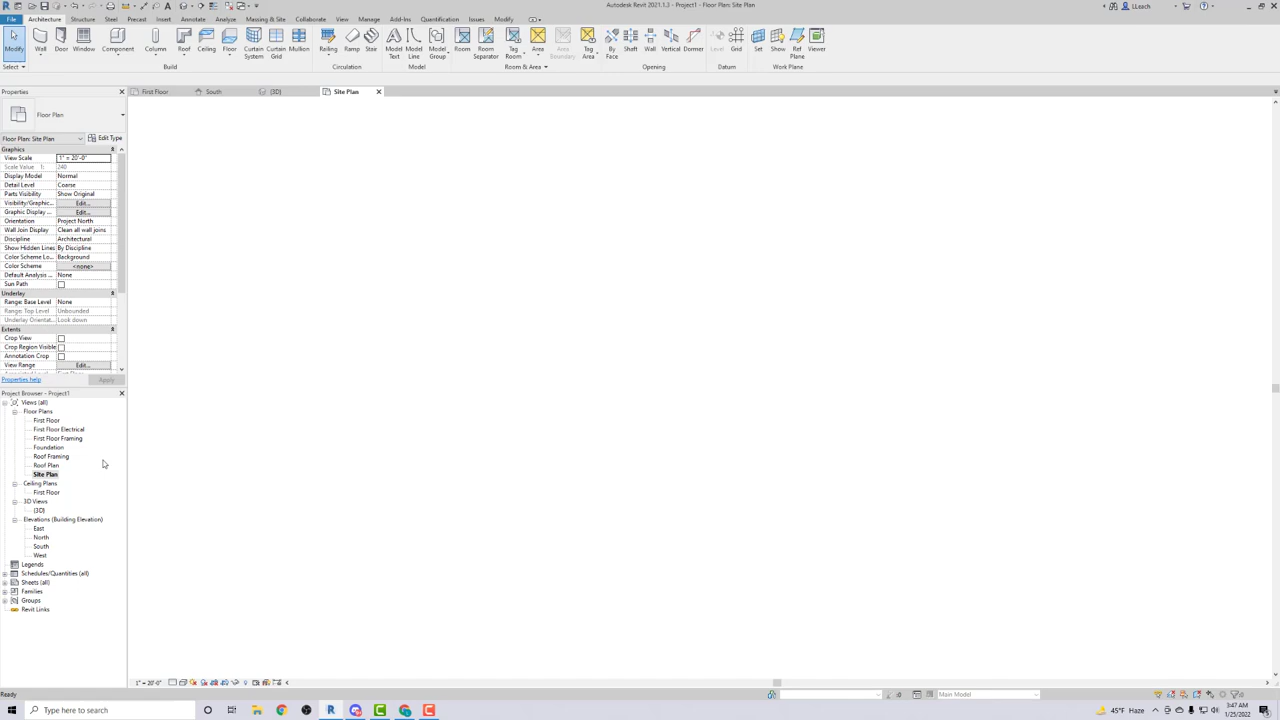 Autodesk Revit 2021.1.3 - Project1 - Floor Plan: Site Plan
LLeech
File Architecture Structure Steel Precast Insert Annotate Analyze Massing & Site Collaborate View Manage Add-Ins Quantification Issues Modify
Modify Wall Door Window Component Column Roof Ceiling Floor Curtain System Curtain Grid Mullion Railing Ramp Stair Model Text Model Line Model Group Room Room Separator Tag Room Area Area Boundary Tag Area By Face Shaft Wall Vertical Dormer Level Grid Set Show Ref Plane Viewer
Select Build Circulation Model Room & Area Opening Datum Work Plane
Properties
First Floor South {3D} Site Plan
Floor Plan
Floor Plan: Site Plan Edit Type
Graphics
View Scale 1" = 20'-0"
Scale Value 1: 240
Display Model Normal
Detail Level Coarse
Parts Visibility Show Original
Visibility/Graphic... Edit...
Graphic Display ... Edit...
Orientation Project North
Wall Join Display Clean all wall joins
Discipline Architectural
Show Hidden Lines By Discipline
Color Scheme Lo... Background
Color Scheme <none>
Default Analysis ... None
Sun Path
Underlay
Range: Base Level None
Range: Top Level Unbounded
Underlay Orientat... Look down
Extents
Crop View
Crop Region Visible
Annotation Crop
View Range Edit...
Properties help Apply
Project Browser - Project1
Views (all)
Floor Plans
First Floor
First Floor Electrical
First Floor Framing
Foundation
Roof Framing
Roof Plan
Site Plan
Ceiling Plans
First Floor
3D Views
{3D}
Elevations (Building Elevation)
East
North
South
West
Legends
Schedules/Quantities (all)
Sheets (all)
Families
Groups
Revit Links
1" = 20'-0"
Ready
Main Model
Type here to search
45°F Haze
3:47 AM
1/25/2022